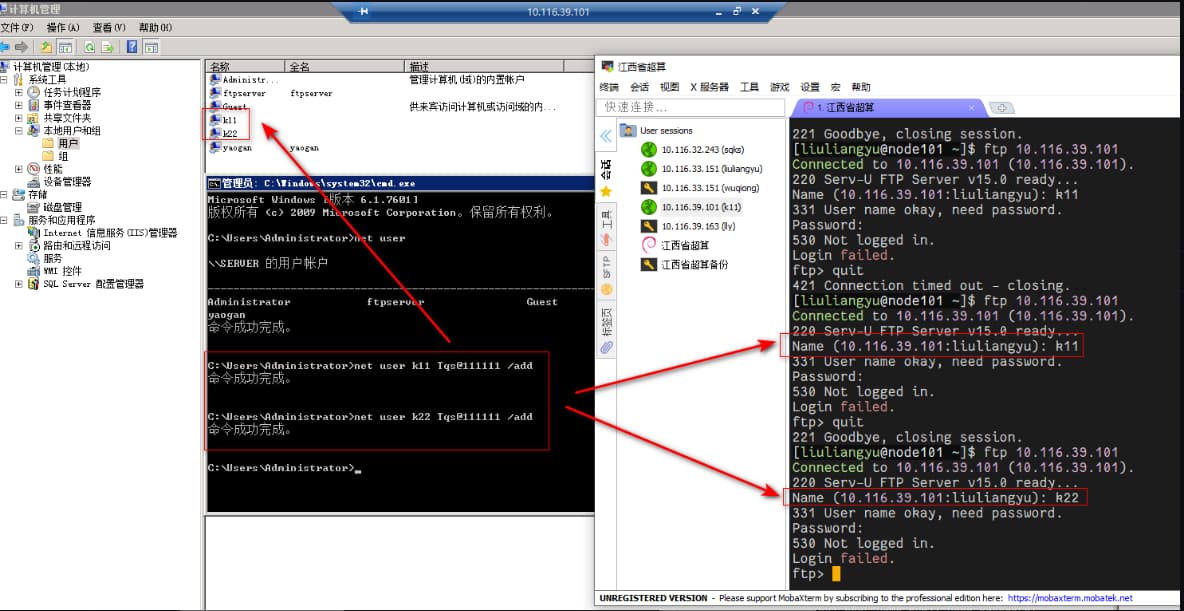 计算机管理
10.116.39.101
文件(F) 操作(A) 查看(V) 帮助(H)
计算机管理(本地)
系统工具
任务计划程序
事件查看器
共享文件夹
本地用户和组
用户
组
性能
设备管理器
存储
磁盘管理
服务和应用程序
Internet 信息服务(IIS)管理器
路由和远程访问
服务
WMI 控件
SQL Server 配置管理器
名称 全名 描述
Administr... 管理计算机(域)的内置帐户
ftpserver ftpserver
Guest 供来宾访问计算机或访问域的内...
k11
k22
yaogan yaogan
管理员: C:\Windows\system32\cmd.exe
Microsoft Windows [版本 6.1.7601]
版权所有 (c) 2009 Microsoft Corporation。保留所有权利。
C:\Users\Administrator>net user
\\SERVER 的用户帐户
-------------------------------------------------------------------------------
Administrator ftpserver Guest
yaogan
命令成功完成。
C:\Users\Administrator>net user k11 Tqs@111111 /add
命令成功完成。
C:\Users\Administrator>net user k22 Tqs@111111 /add
命令成功完成。
C:\Users\Administrator>_
江西省超算
终端 会话 视图 X 服务器 工具 游戏 设置 宏 帮助
快速连接...
1. 江西省超算
会话
工具
SFTP
标签页
User sessions
10.116.32.243 (sqks)
10.116.33.151 (liuliangyu)
10.116.33.151 (wuqiong)
10.116.39.101 (k11)
10.116.39.163 (lly)
江西省超算
江西省超算备份
221 Goodbye, closing session.
[liuliangyu@node101 ~]$ ftp 10.116.39.101
Connected to 10.116.39.101 (10.116.39.101).
220 Serv-U FTP Server v15.0 ready...
Name (10.116.39.101:liuliangyu): k11
331 User name okay, need password.
Password:
530 Not logged in.
Login failed.
ftp> quit
421 Connection timed out - closing.
[liuliangyu@node101 ~]$ ftp 10.116.39.101
Connected to 10.116.39.101 (10.116.39.101).
220 Serv-U FTP Server v15.0 ready...
Name (10.116.39.101:liuliangyu): k11
331 User name okay, need password.
Password:
530 Not logged in.
Login failed.
ftp> quit
221 Goodbye, closing session.
[liuliangyu@node101 ~]$ ftp 10.116.39.101
Connected to 10.116.39.101 (10.116.39.101).
220 Serv-U FTP Server v15.0 ready...
Name (10.116.39.101:liuliangyu): k22
331 User name okay, need password.
Password:
530 Not logged in.
Login failed.
ftp>
UNREGISTERED VERSION - Please support MobaXterm by subscribing to the professional edition here: https://mobaxterm.mobatek.net